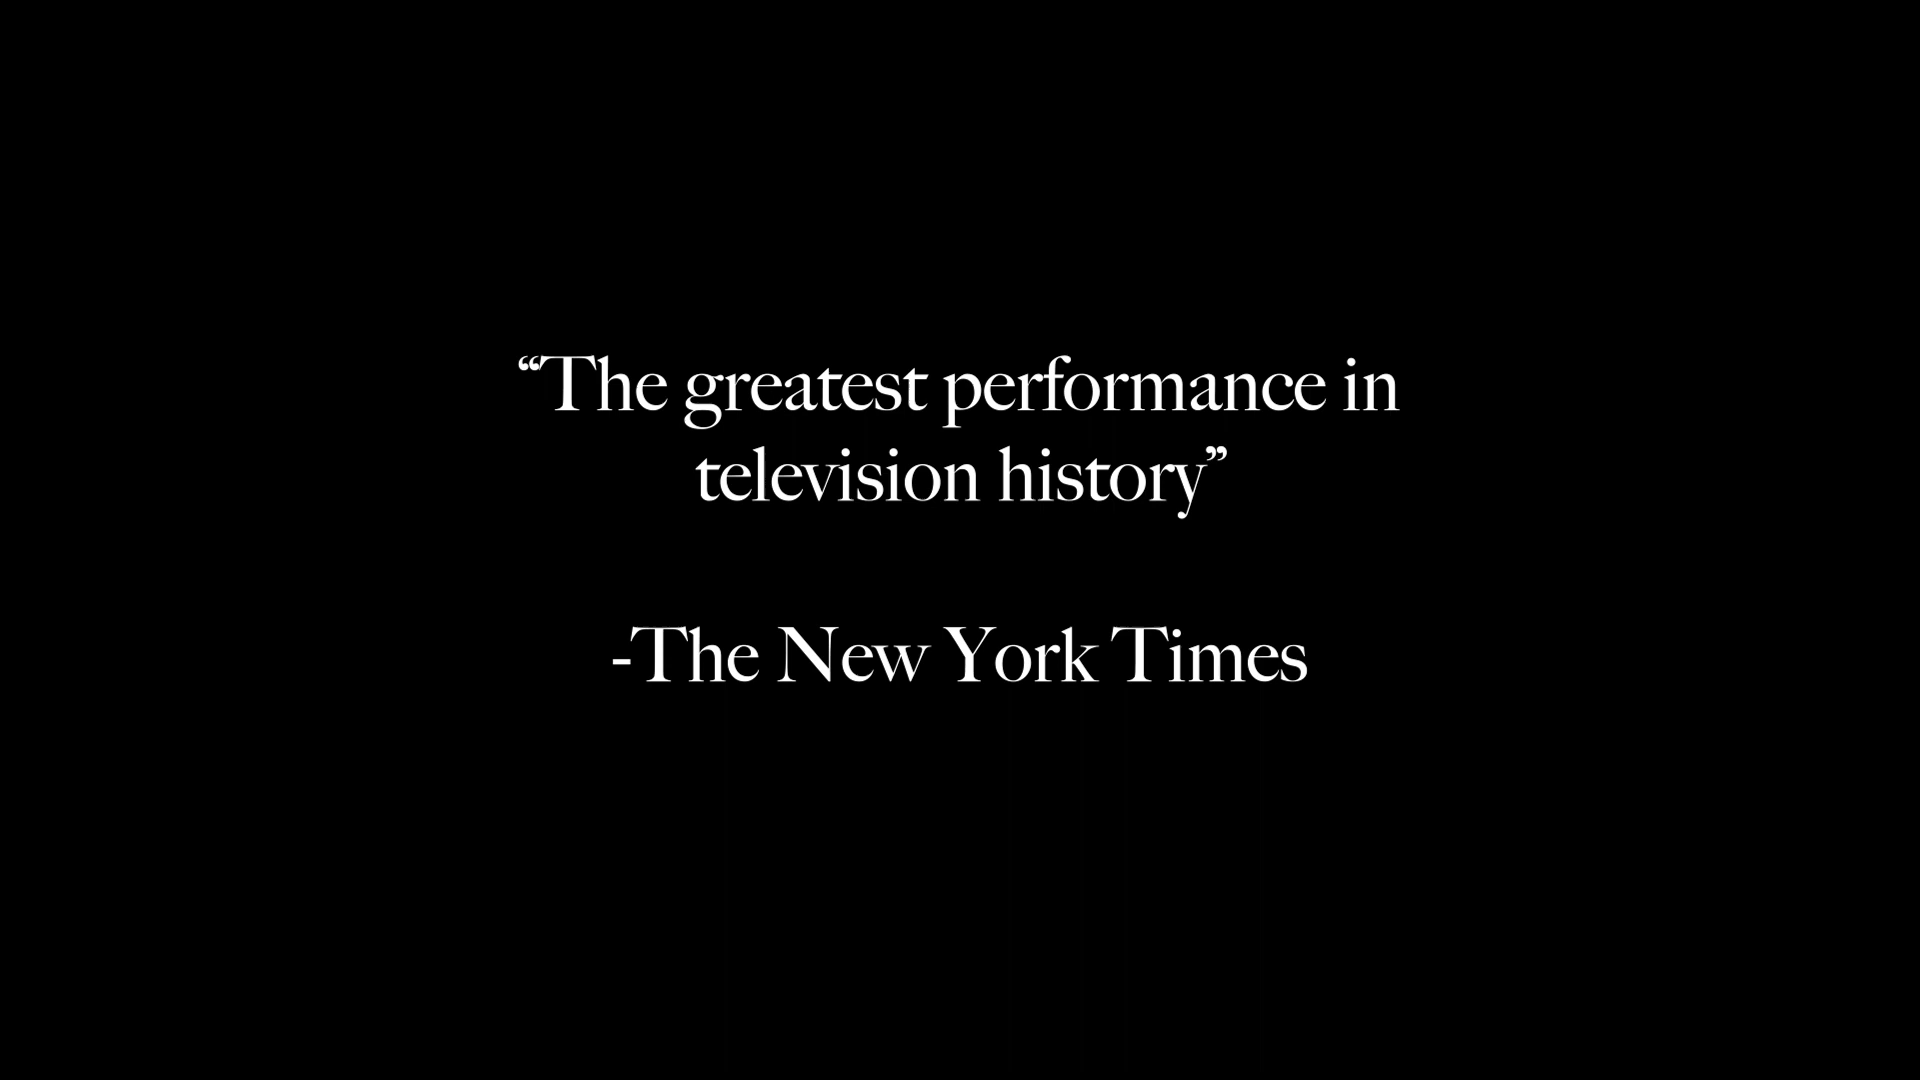 “The greatest performance in
television history”
-The New York Times